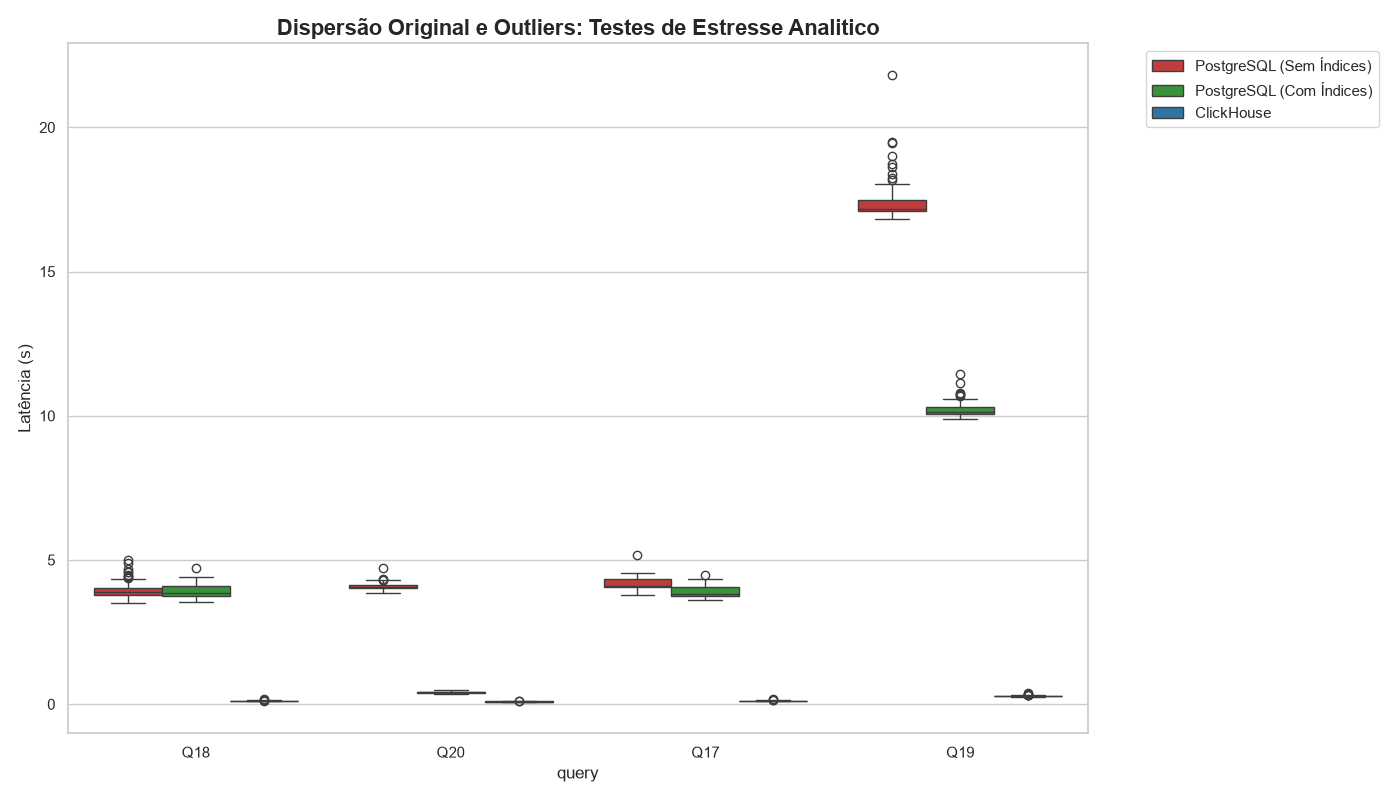 Dispersão Original e Outliers: Testes de Estresse Analitico
PostgreSQL (Sem Índices)
PostgreSQL (Com Índices)
ClickHouse
Latência (s)
20
15
10
5
0
Q18
Q20
Q17
Q19
query